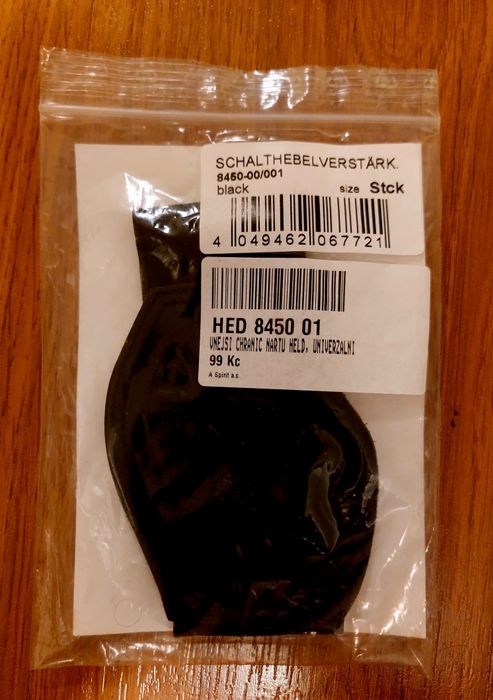 SCHALTHEBELVERSTÄRK.
8450-00/001
black size Stck
4 049462 067721
HED 8450 01
VNEJSI CHRANIC NARTU HELD, UNIVERZALNI
99 Kc
A Spirit a.s.